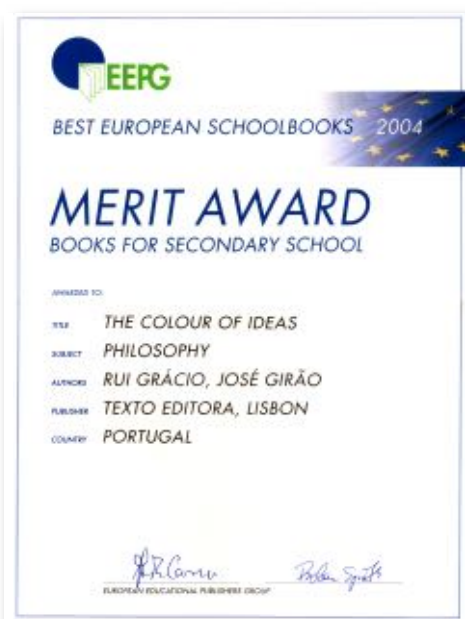 EEPG
BEST EUROPEAN SCHOOLBOOKS 2004
MERIT AWARD
BOOKS FOR SECONDARY SCHOOL
AWARDED TO:
TITLE THE COLOUR OF IDEAS
SUBJECT PHILOSOPHY
AUTHORS RUI GRÁCIO, JOSÉ GIRÃO
PUBLISHER TEXTO EDITORA, LISBON
COUNTRY PORTUGAL
EUROPEAN EDUCATIONAL PUBLISHERS GROUP